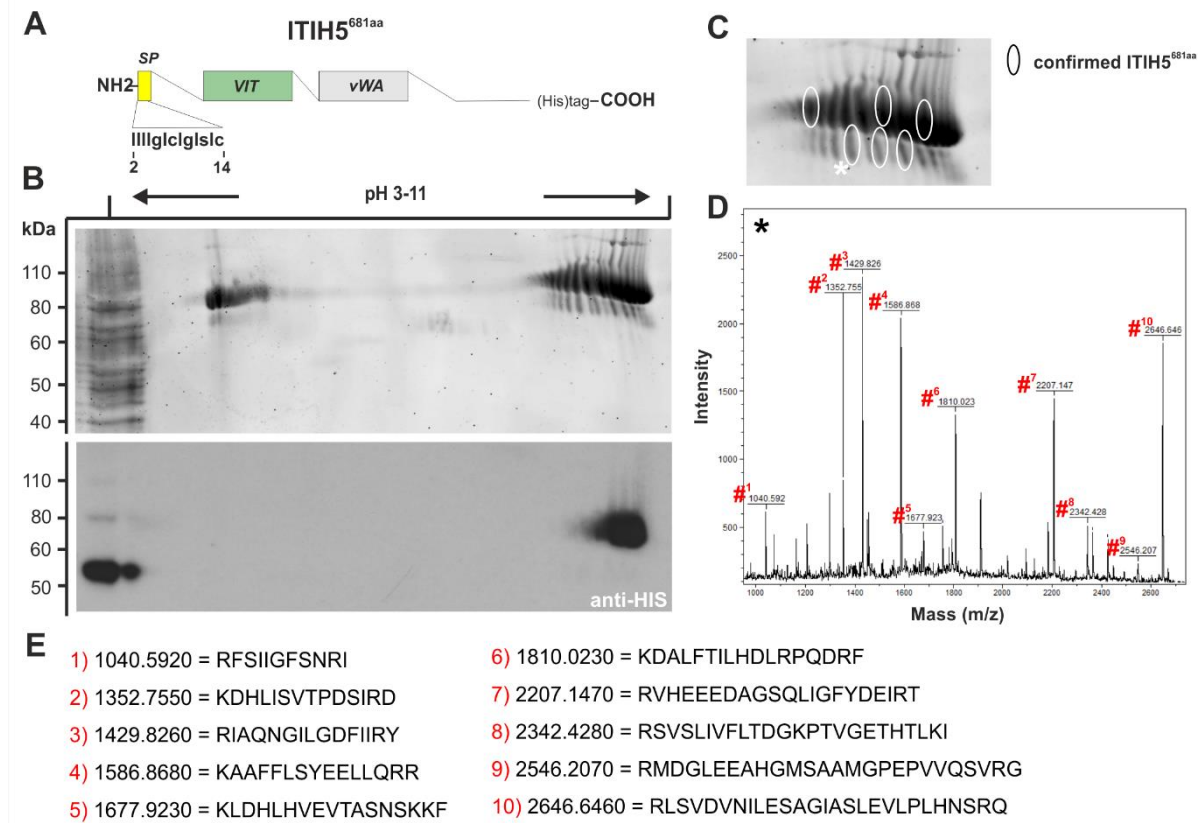 A
ITIH5681aa
SP
NH2
VIT
vWA
(His)tag–COOH
IIIIgIcIgIsIc
2
14
B
pH 3-11
kDa
110
80
60
50
40
110
80
60
50
anti-HIS
C
*
confirmed ITIH5681aa
D
*
Intensity
2500
2000
1500
1000
500
#1
1040.592
#2
1352.755
#3
1429.826
#4
1586.868
#5
1677.923
#6
1810.023
#7
2207.147
#8
2342.428
#9
2546.207
#10
2646.646
1000
1200
1400
1600
1800
2000
2200
2400
2600
Mass (m/z)
E
1) 1040.5920 = RFSIIGFSNRI
2) 1352.7550 = KDHLISVTPDSIRD
3) 1429.8260 = RIAQNGILGDFIIRY
4) 1586.8680 = KAAFFLSYEELLQRR
5) 1677.9230 = KLDHLHVEVTASNSKKF
6) 1810.0230 = KDALFTILHDLRPQDRF
7) 2207.1470 = RVHEEEDAGSQLIGFYDEIRT
8) 2342.4280 = RSVSLIVFLTDGKPTVGETHTLKI
9) 2546.2070 = RMDGLEEAHGMSAAMGPEPVVQSVRG
10) 2646.6460 = RLSVDVNILESAGIASLEVLPLHNSRQ